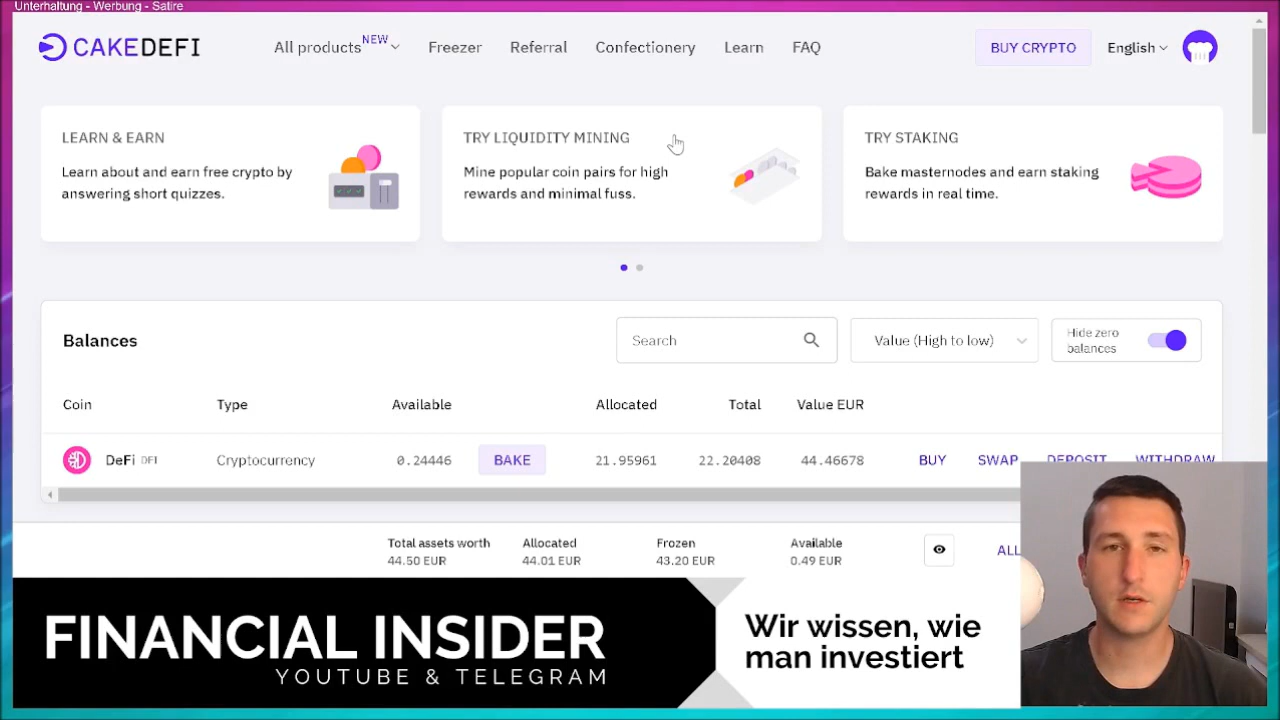 Unterhaltung - Werbung - Satire
CAKEDEFI
All products NEW
Freezer
Referral
Confectionery
Learn
FAQ
BUY CRYPTO
English
LEARN & EARN
Learn about and earn free crypto by
answering short quizzes.
TRY LIQUIDITY MINING
Mine popular coin pairs for high
rewards and minimal fuss.
TRY STAKING
Bake masternodes and earn staking
rewards in real time.
Balances
Search
Value (High to low)
Hide zero
balances
Coin Type Available Allocated Total Value EUR
DeFi DFI Cryptocurrency 0.24446 BAKE 21.95961 22.20408 44.46678 BUY SWAP DEPOSIT WITHDRAW
Total assets worth Allocated Frozen Available
44.50 EUR 44.01 EUR 43.20 EUR 0.49 EUR
ALL
FINANCIAL INSIDER
YOUTUBE & TELEGRAM
Wir wissen, wie
man investiert